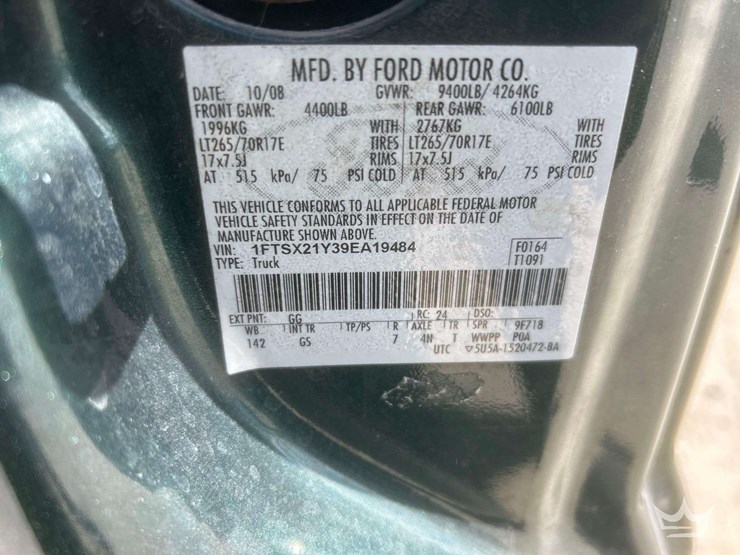 MFD. BY FORD MOTOR CO.
DATE: 10/08 GVWR: 9400LB/ 4264KG
FRONT GAWR: 4400LB REAR GAWR: 6100LB
1996KG WITH 2767KG WITH
LT265/70R17E TIRES LT265/70R17E TIRES
17x7.5J RIMS 17x7.5J RIMS
AT 515 kPa/ 75 PSI COLD AT 515 kPa/ 75 PSI COLD
THIS VEHICLE CONFORMS TO ALL APPLICABLE FEDERAL MOTOR
VEHICLE SAFETY STANDARDS IN EFFECT ON THE DATE OF
MANUFACTURE SHOWN ABOVE.
VIN: 1FTSX21Y39EA19484 F0164
TYPE: Truck T1091
EXT PNT: GG RC: 24 DSO:
WB INT TR TP/PS R AXLE TR SPR 9F718
142 GS 7 4N T WWPP POA
UTC ▽5U5A-1520472-BA